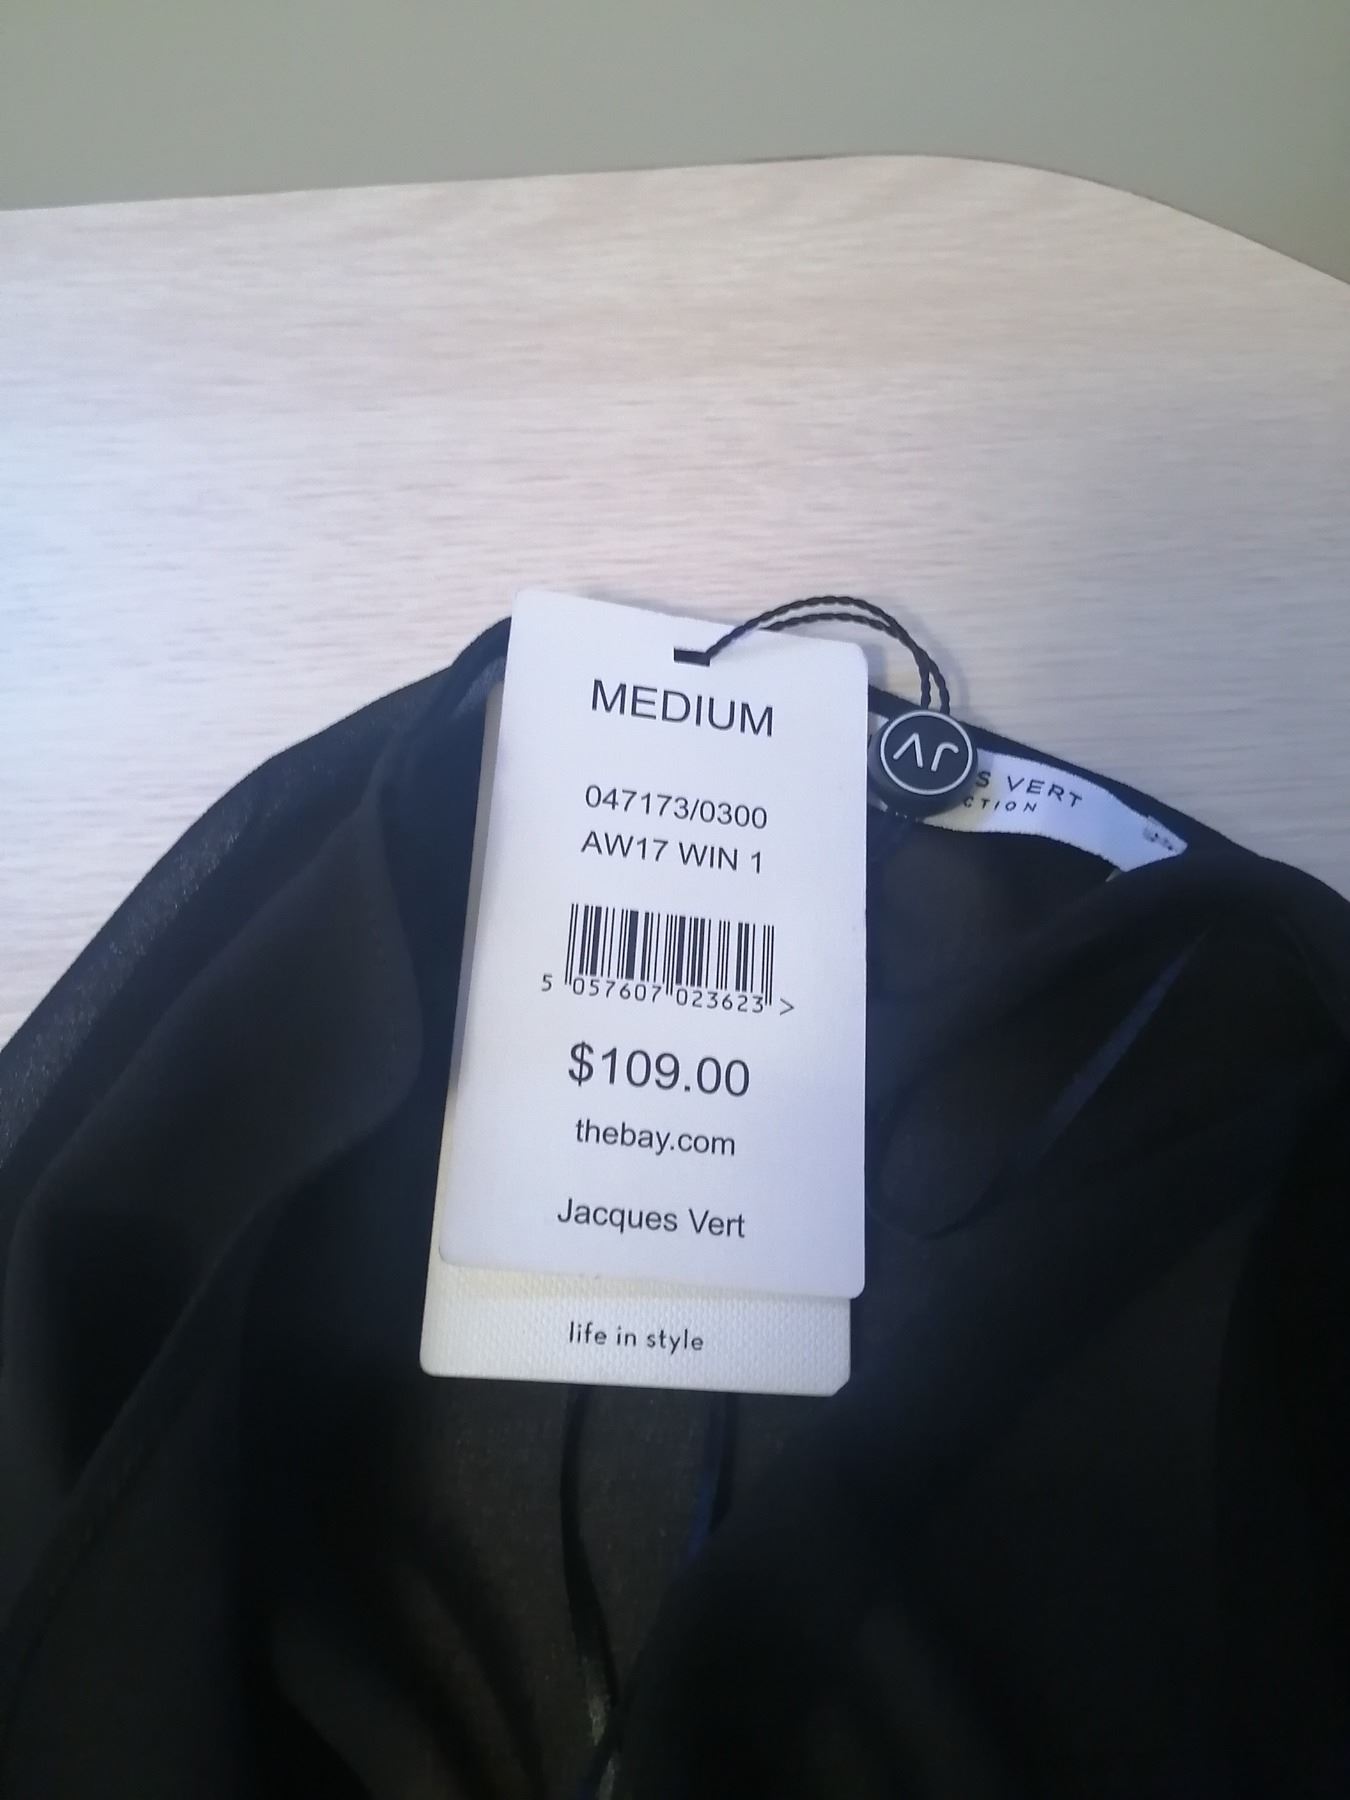 MEDIUM
047173/0300
AW17 WIN 1
5 057607 023623 >
$109.00
thebay.com
Jacques Vert
life in style
JV
S VERT
CTION